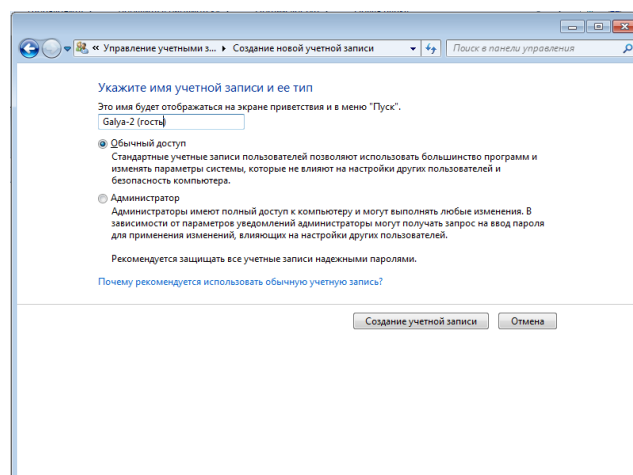 « Управление учетными з... ▸ Создание новой учетной записи
Поиск в панели управления
Укажите имя учетной записи и ее тип
Это имя будет отображаться на экране приветствия и в меню "Пуск".
Galya-2 (гость)
Обычный доступ
Стандартные учетные записи пользователей позволяют использовать большинство программ и
изменять параметры системы, которые не влияют на настройки других пользователей и
безопасность компьютера.
Администратор
Администраторы имеют полный доступ к компьютеру и могут выполнять любые изменения. В
зависимости от параметров уведомлений администраторы могут получать запрос на ввод пароля
для применения изменений, влияющих на настройки других пользователей.
Рекомендуется защищать все учетные записи надежными паролями.
Почему рекомендуется использовать обычную учетную запись?
Создание учетной записи
Отмена